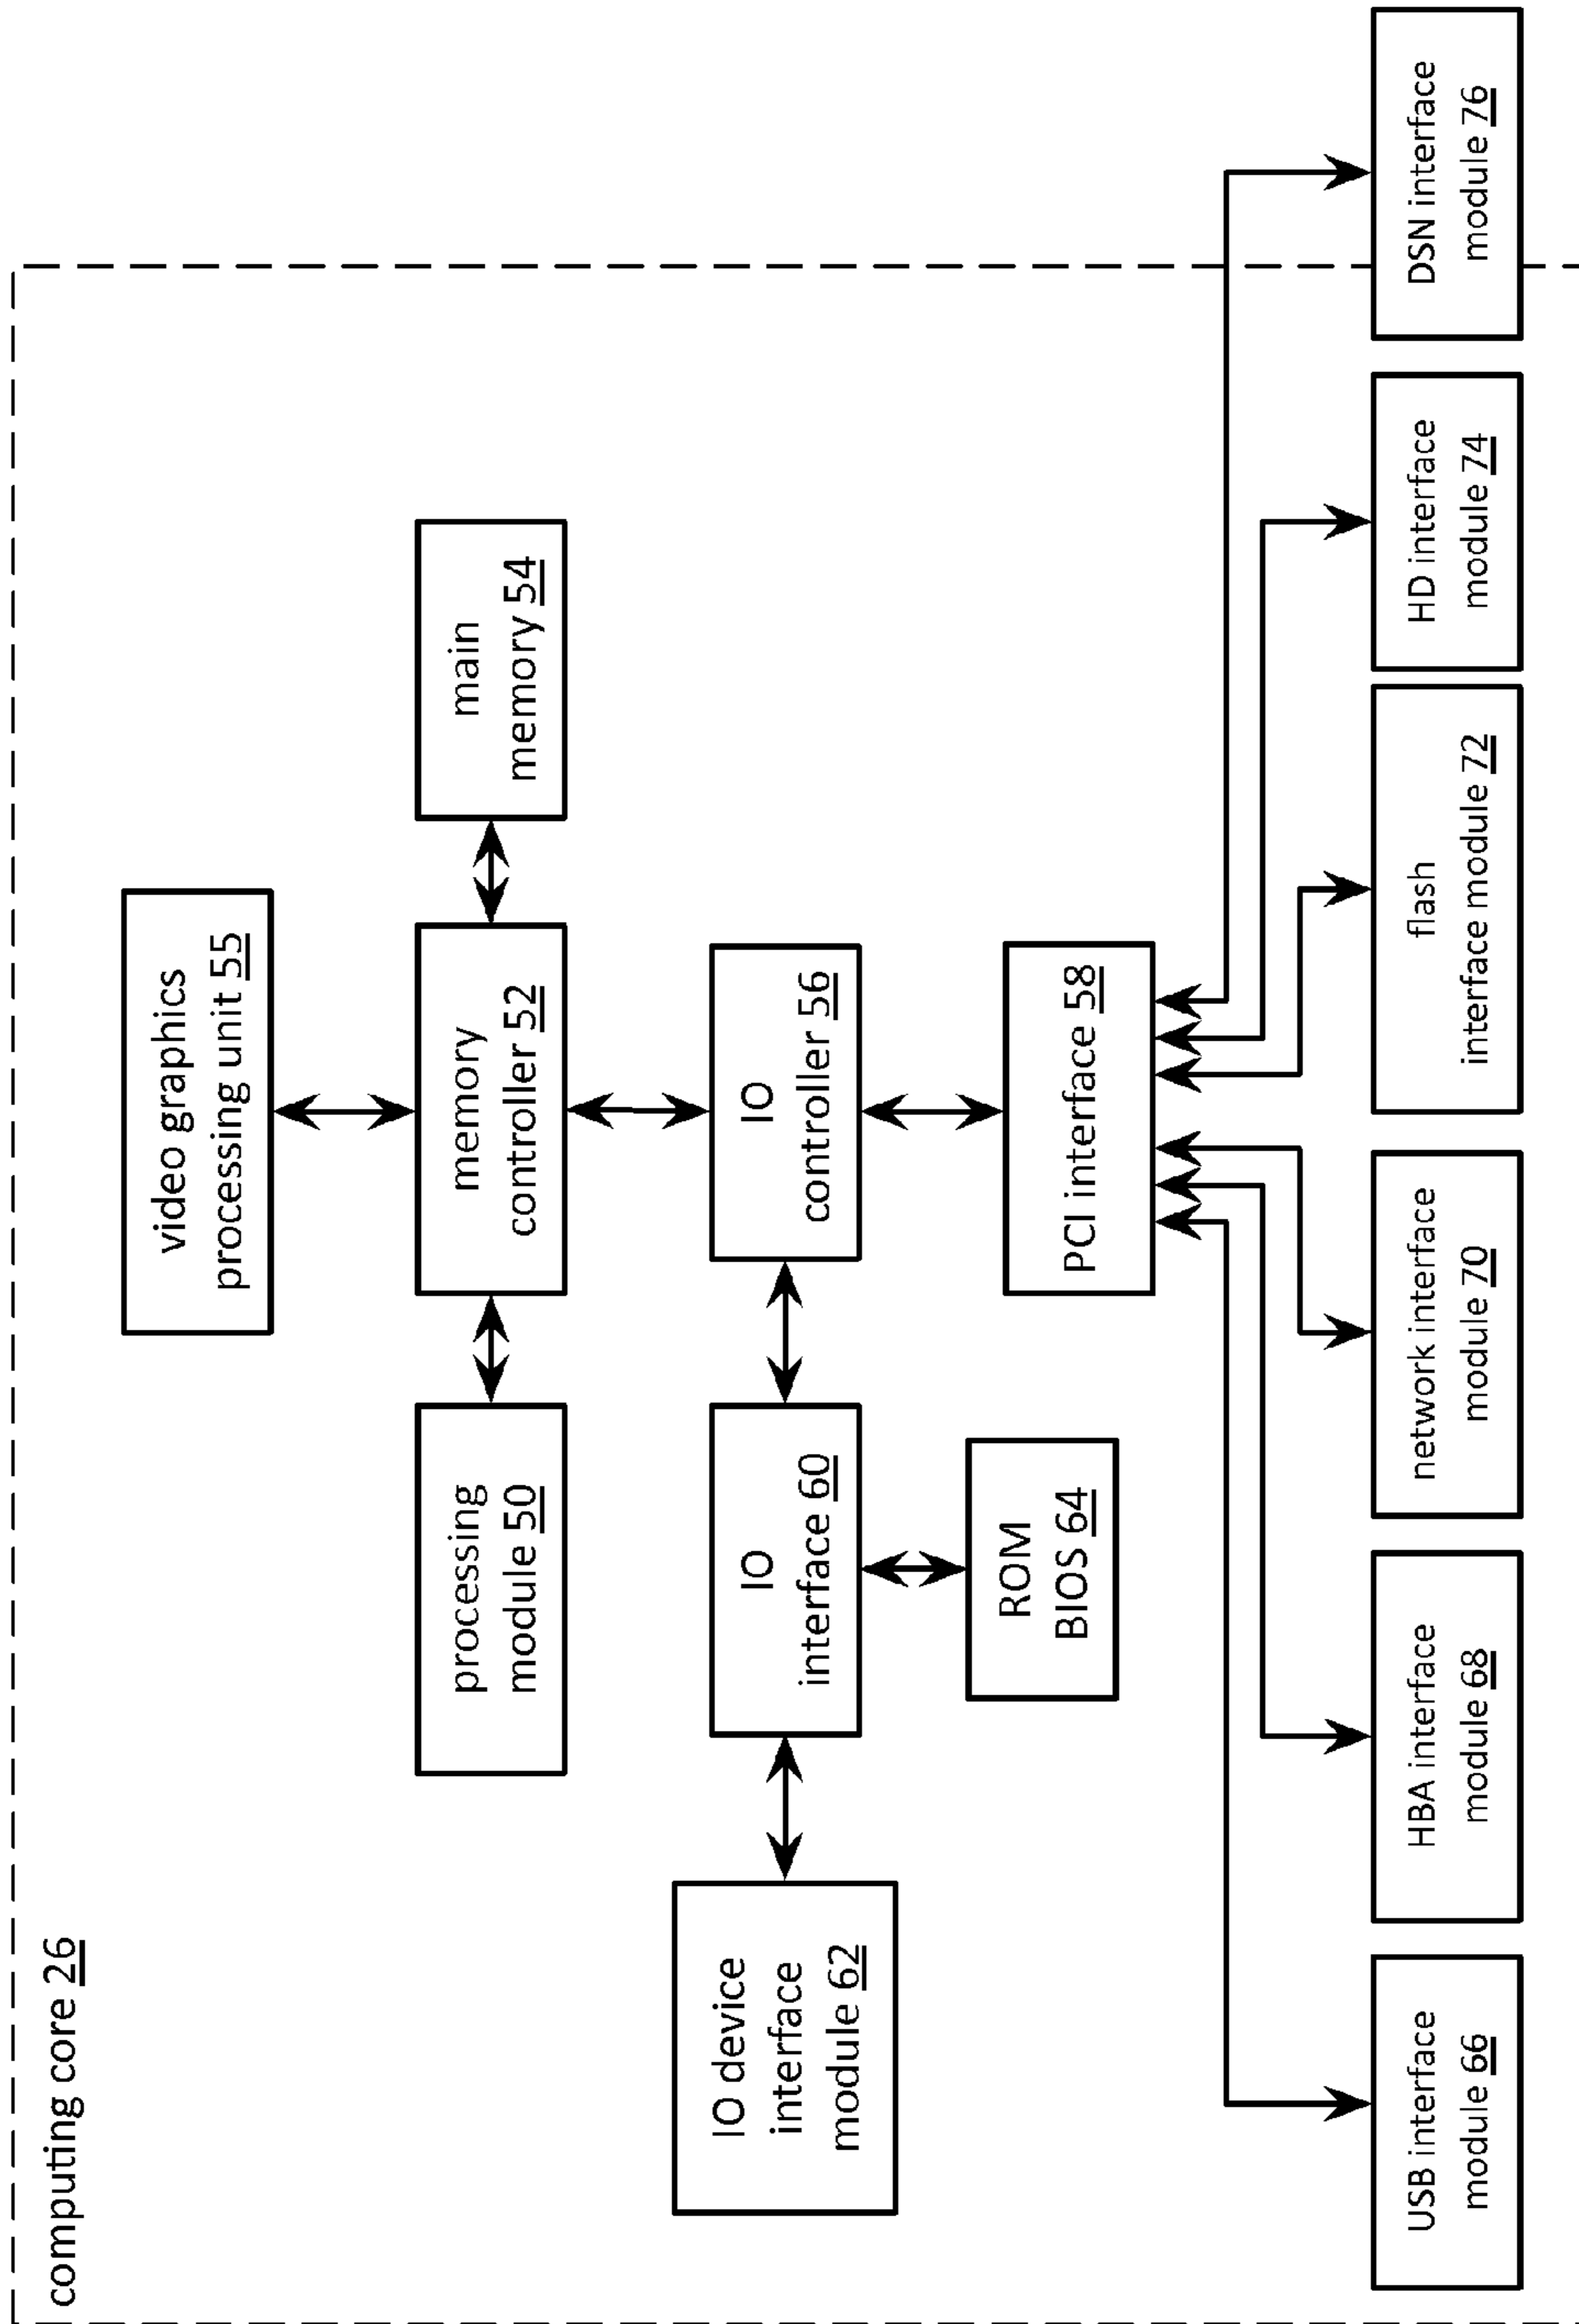 computing core 26
video graphics
processing unit 55
processing
module 50
memory
controller 52
main
memory 54
IO device
interface
module 62
IO
interface 60
IO
controller 56
ROM
BIOS 64
PCI interface 58
USB interface
module 66
HBA interface
module 68
network interface
module 70
flash
interface module 72
HD interface
module 74
DSN interface
module 76